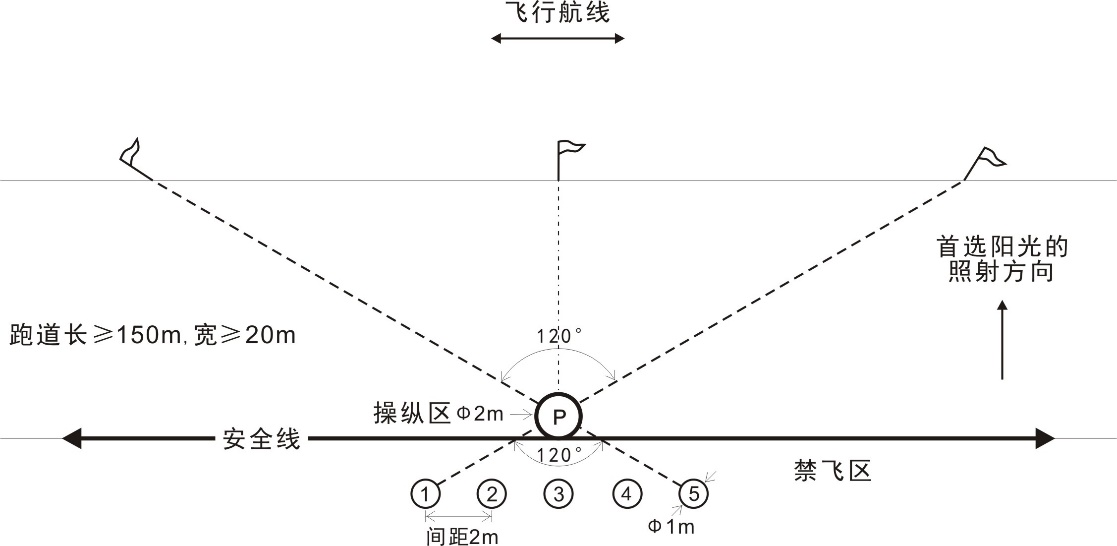 飞行航线
首选阳光的
照射方向
跑道长≥150m,宽≥20m
120°
操纵区Φ2m
P
安全线
120°
禁飞区
1
2
3
4
5
间距2m
Φ1m